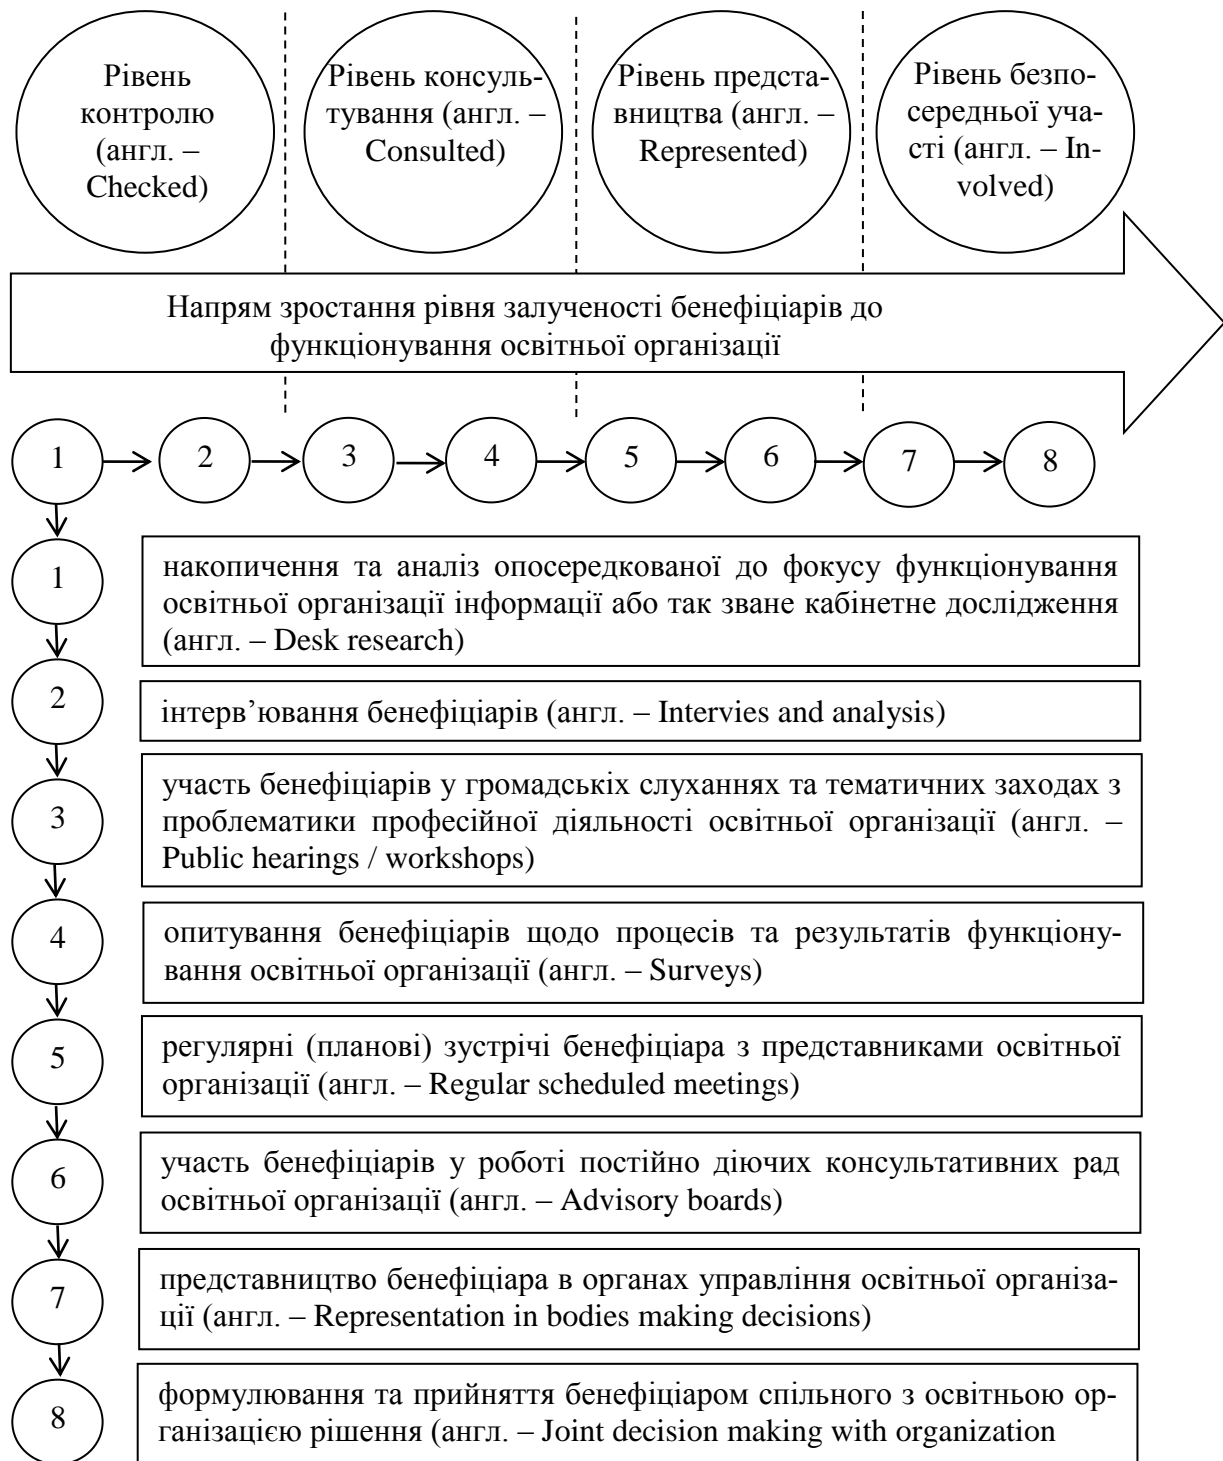 Рівень
контролю
(англ. –
Checked)
Рівень консуль-
тування (англ. –
Consulted)
Рівень предста-
вництва (англ. –
Represented)
Рівень безпо-
середньої уча-
сті (англ. – In-
volved)
Напрям зростання рівня залученості бенефіціарів до
функціонування освітньої організації
1 2 3 4 5 6 7 8
1
накопичення та аналіз опосередкованої до фокусу функціонування
освітньої організації інформації або так зване кабінетне дослідження
(англ. – Desk research)
2
інтерв’ювання бенефіціарів (англ. – Intervies and analysis)
3
участь бенефіціарів у громадськіх слуханнях та тематичних заходах з
проблематики професійної діяльності освітньої організації (англ. –
Public hearings / workshops)
4
опитування бенефіціарів щодо процесів та результатів функціону-
вання освітньої організації (англ. – Surveys)
5
регулярні (планові) зустрічі бенефіціара з представниками освітньої
організації (англ. – Regular scheduled meetings)
6
участь бенефіціарів у роботі постійно діючих консультативних рад
освітньої організації (англ. – Advisory boards)
7
представництво бенефіціара в органах управління освітньої організа-
ції (англ. – Representation in bodies making decisions)
8
формулювання та прийняття бенефіціаром спільного з освітньою ор-
ганізацією рішення (англ. – Joint decision making with organization